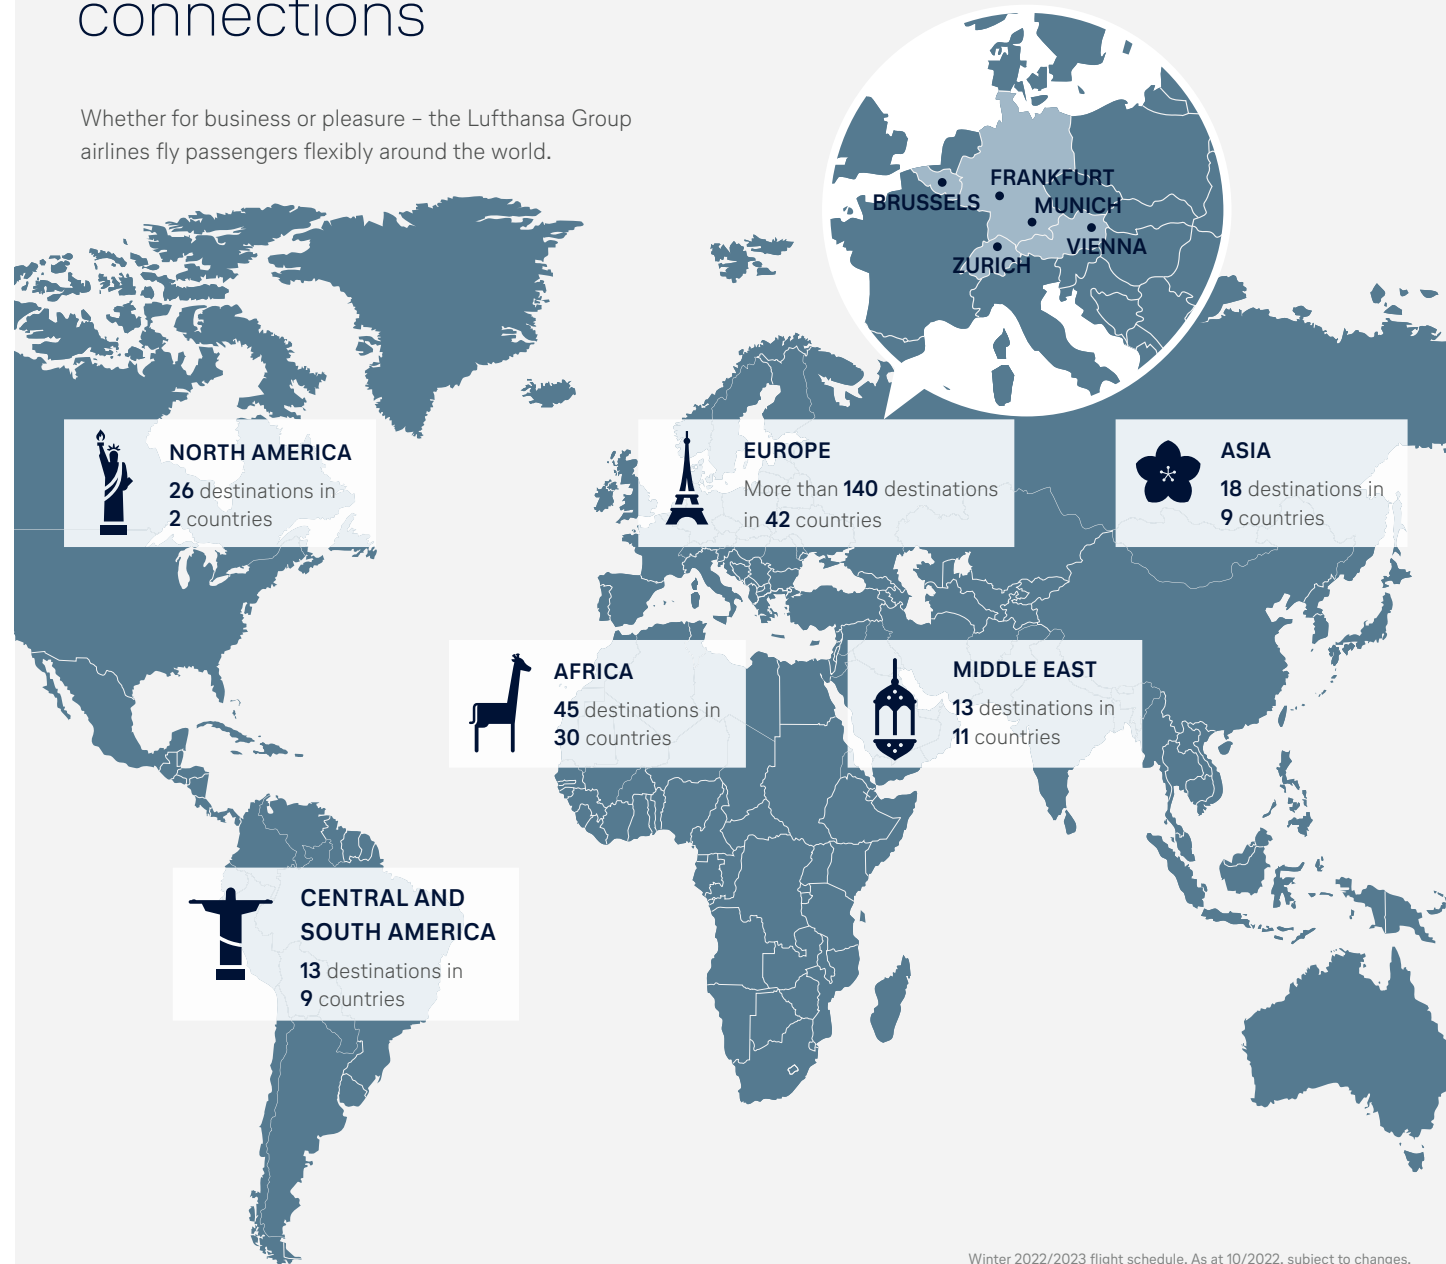 connections
Whether for business or pleasure – the Lufthansa Group
airlines fly passengers flexibly around the world.
FRANKFURT
BRUSSELS
MUNICH
VIENNA
ZURICH
NORTH AMERICA
26 destinations in
2 countries
EUROPE
More than 140 destinations
in 42 countries
ASIA
18 destinations in
9 countries
AFRICA
45 destinations in
30 countries
MIDDLE EAST
13 destinations in
11 countries
CENTRAL AND
SOUTH AMERICA
13 destinations in
9 countries
Winter 2022/2023 flight schedule. As at 10/2022, subject to changes.